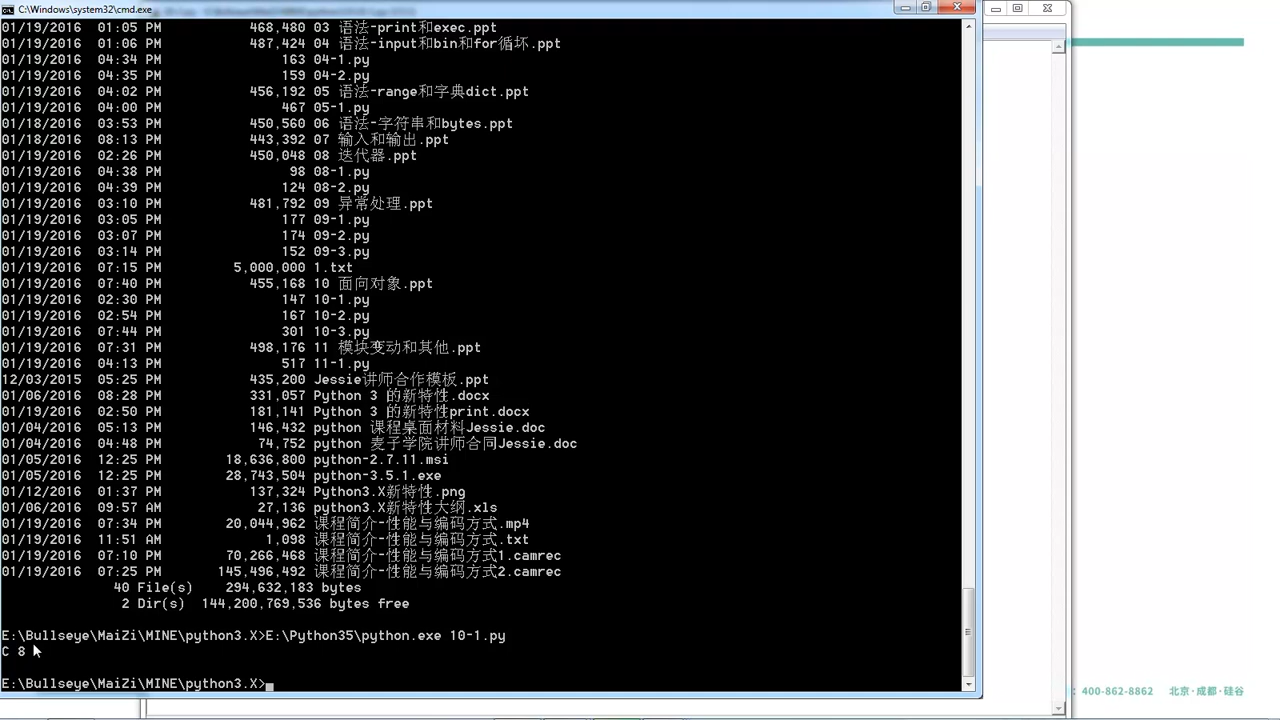 C:\Windows\system32\cmd.exe
01/19/2016  01:05 PM           468,480 03 语法-print和exec.ppt
01/19/2016  02:09 PM           487,424 04 语法-input和bin和for循坏.ppt
01/19/2016  04:34 PM               163 04-1.py
01/19/2016  04:35 PM               159 04-2.py
01/19/2016  04:02 PM           456,192 05 语法-range和字典dict.ppt
01/19/2016  04:00 PM               467 05-1.py
01/18/2016  03:53 PM           450,560 06 语法-字符串和bytes.ppt
01/18/2016  08:13 PM           443,392 07 输入和输出.ppt
01/19/2016  02:26 PM           450,048 08 迭代器.ppt
01/19/2016  04:38 PM                98 08-1.py
01/19/2016  04:39 PM               124 08-2.py
01/19/2016  03:10 PM           481,792 09 异常处理.ppt
01/19/2016  03:05 PM               177 09-1.py
01/19/2016  03:07 PM               174 09-2.py
01/19/2016  03:14 PM               152 09-3.py
01/19/2016  07:15 PM         5,000,000 1.txt
01/19/2016  07:40 PM           455,168 10 面向对象.ppt
01/19/2016  02:30 PM               147 10-1.py
01/19/2016  02:54 PM               167 10-2.py
01/19/2016  07:44 PM               301 10-3.py
01/19/2016  07:31 PM           498,176 11 模块变动和其他.ppt
01/19/2016  04:13 PM               517 11-1.py
12/03/2015  05:25 PM           435,200 Jessie讲师合作模板.ppt
01/06/2016  08:28 PM           331,057 Python 3 的新特性.docx
01/19/2016  02:50 PM           181,141 Python 3 的新特性print.docx
01/04/2016  05:13 PM           146,432 python 课程桌面材料Jessie.doc
01/04/2016  04:48 PM            74,752 python 麦子学院讲师合同Jessie.doc
01/05/2016  12:25 PM        18,636,800 python-2.7.11.msi
01/05/2016  12:25 PM        28,743,504 python-3.5.1.exe
01/12/2016  01:37 PM           137,324 Python3.X新特性.png
01/06/2016  09:57 AM            27,136 python3.X新特性大纲.xls
01/19/2016  07:34 PM        20,044,962 课程简介-性能与编码方式.mp4
01/19/2016  11:51 AM             1,098 课程简介-性能与编码方式.txt
01/19/2016  07:10 PM        70,266,468 课程简介-性能与编码方式1.camrec
01/19/2016  07:25 PM       145,496,492 课程简介-性能与编码方式2.camrec
40 File(s)    294,632,183 bytes
2 Dir(s)  144,200,769,536 bytes free
E:\Bullseye\MaiZi\MINE\python3.X>E:\Python35\python.exe 10-1.py
C 8
E:\Bullseye\MaiZi\MINE\python3.X>
: 400-862-8862 北京·成都·硅谷